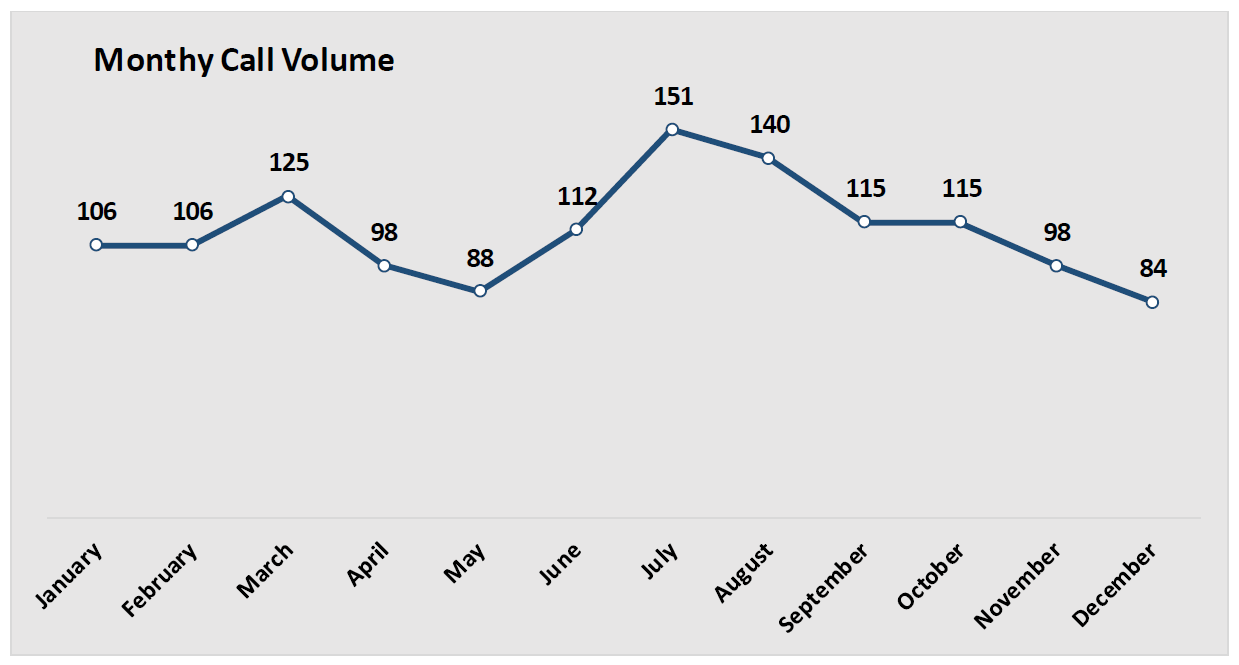 Monthy Call Volume
151
140
125
115
115
112
106
106
98
98
88
84
January
February
March
April
May
June
July
August
September
October
November
December